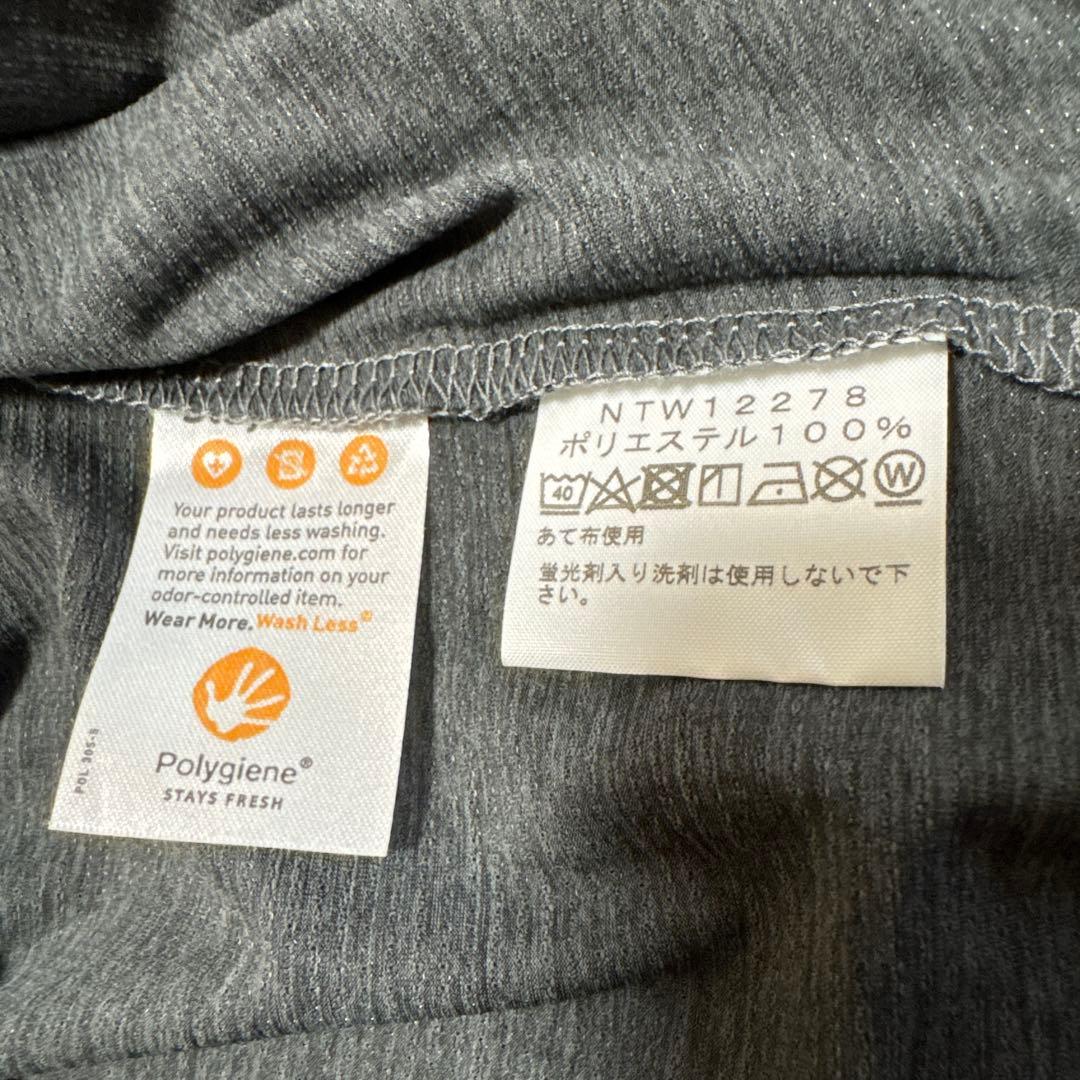 Your product lasts longer
and needs less washing.
Visit polygiene.com for
more information on your
odor-controlled item.
Wear More. Wash Less®
Polygiene®
STAYS FRESH
POL 305-S
NTW12278
ポリエステル100%
40
W
あて布使用
蛍光剤入り洗剤は使用しないで下
さい。